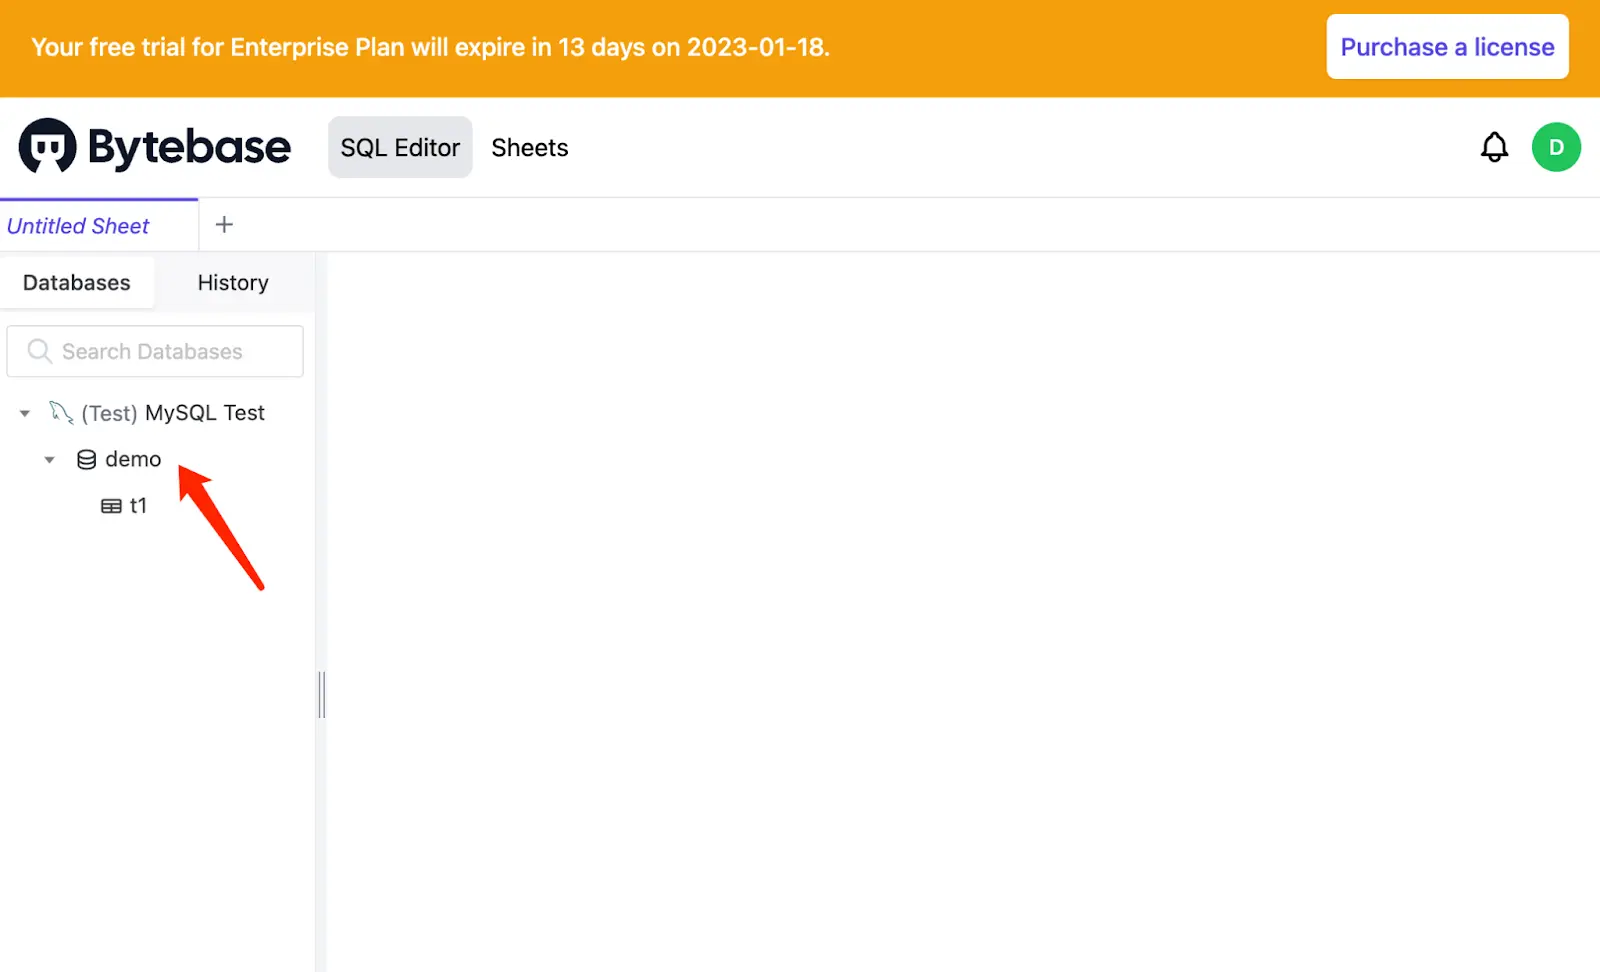 Your free trial for Enterprise Plan will expire in 13 days on 2023-01-18.
Purchase a license
Bytebase
SQL Editor
Sheets
D
Untitled Sheet
+
Databases
History
Search Databases
(Test) MySQL Test
demo
t1